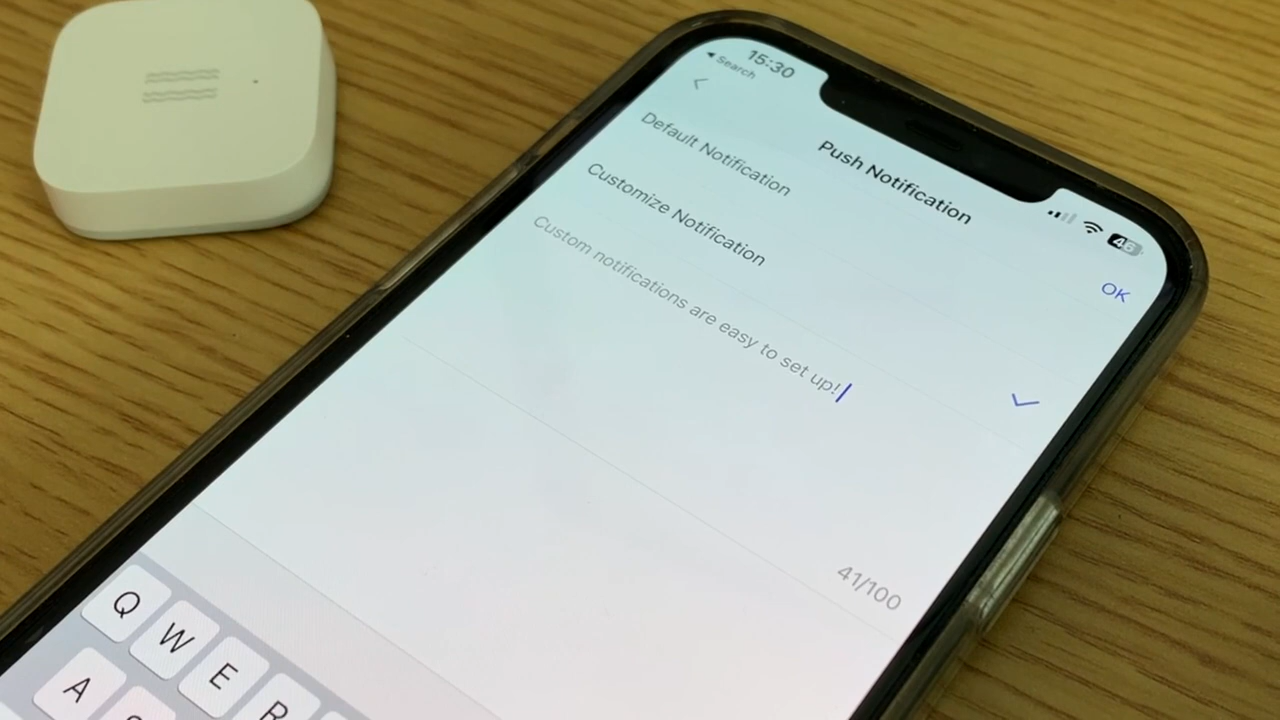 15:30
Search
46
Push Notification
OK
Default Notification
Customize Notification
Custom notifications are easy to set up!
41/100
Q W E R
A